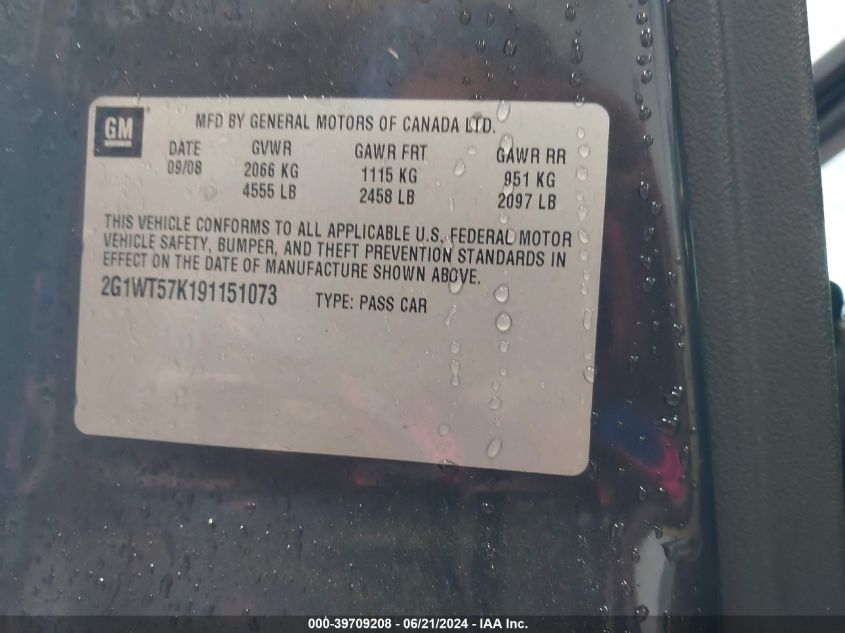 GM
MFD BY GENERAL MOTORS OF CANADA LTD.
DATE GVWR GAWR FRT GAWR RR
09/08 2066 KG 1115 KG 951 KG
4555 LB 2458 LB 2097 LB
THIS VEHICLE CONFORMS TO ALL APPLICABLE U.S. FEDERAL MOTOR
VEHICLE SAFETY, BUMPER, AND THEFT PREVENTION STANDARDS IN
EFFECT ON THE DATE OF MANUFACTURE SHOWN ABOVE.
2G1WT57K191151073 TYPE: PASS CAR
000-39709208 - 06/21/2024 - IAA Inc.